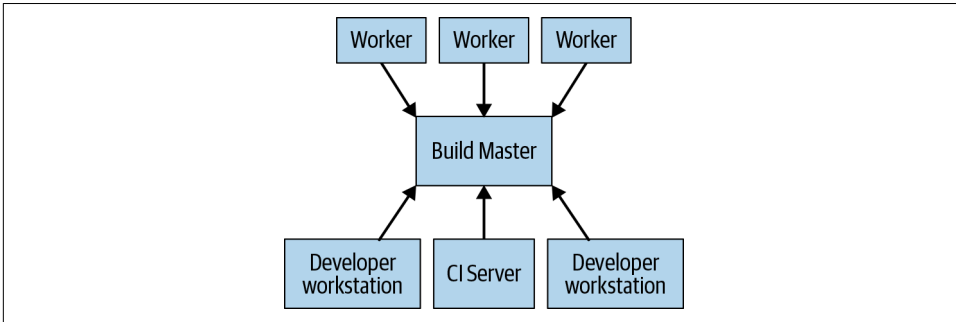 Worker
Worker
Worker
Build Master
Developer
workstation
CI Server
Developer
workstation